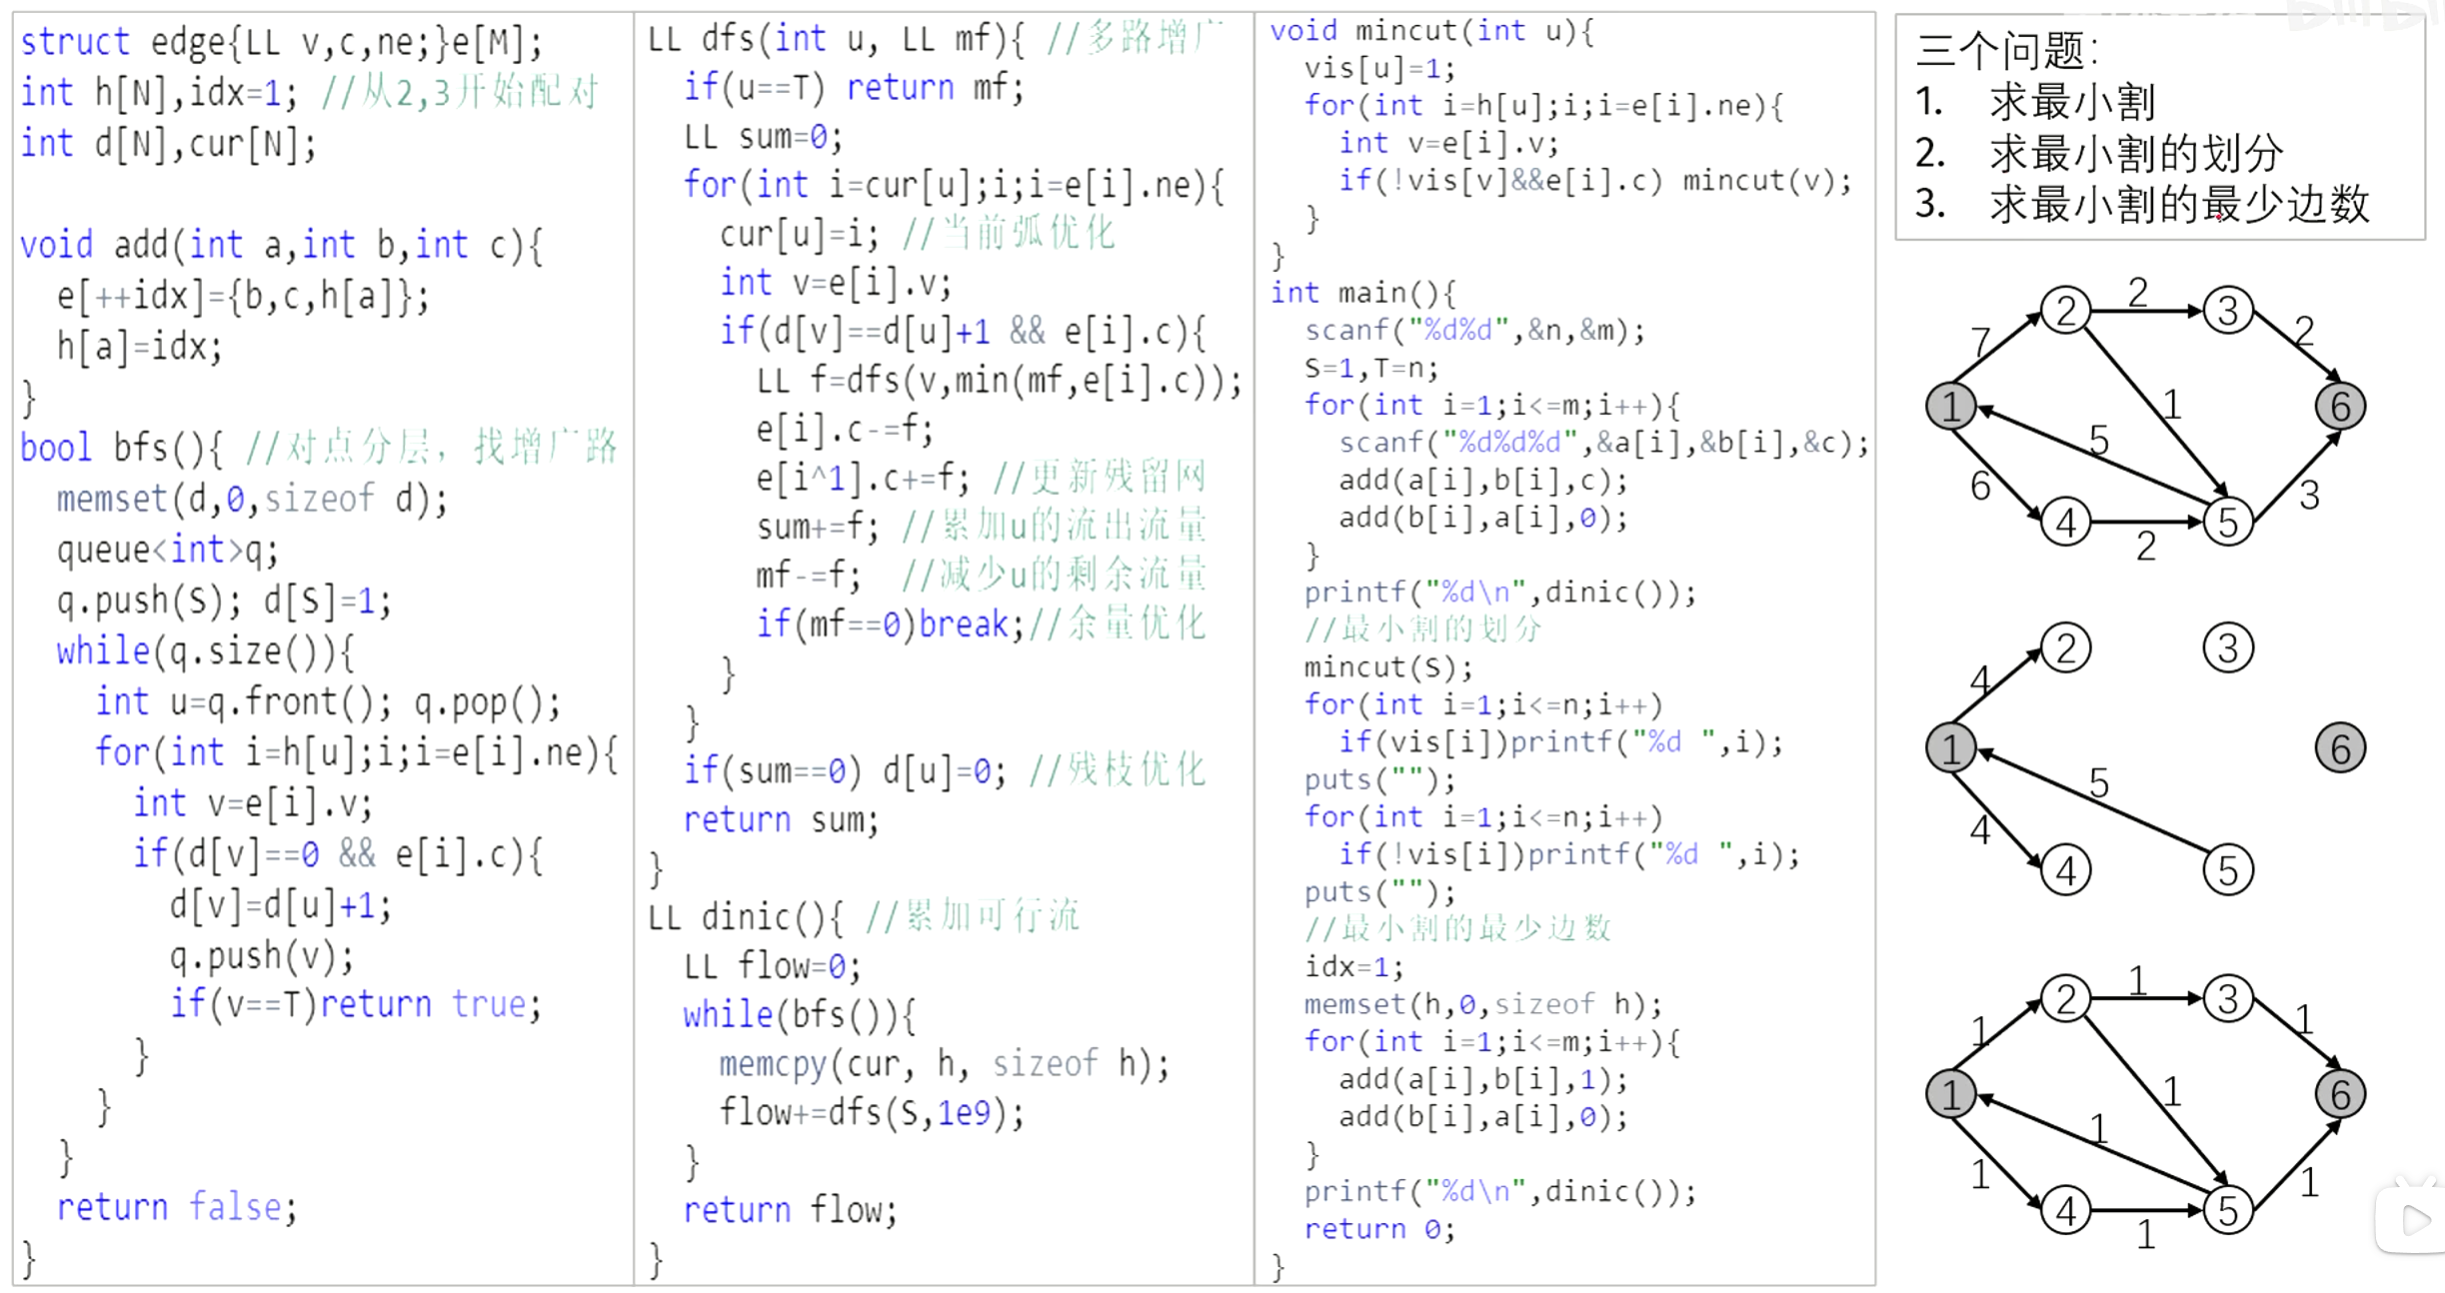 struct edge{LL v,c,ne;}e[M];
int h[N],idx=1; //从2,3开始配对
int d[N],cur[N];
void add(int a,int b,int c){
e[++idx]={b,c,h[a]};
h[a]=idx;
}
bool bfs(){ //对点分层，找增广路
memset(d,0,sizeof d);
queue<int>q;
q.push(S); d[S]=1;
while(q.size()){
int u=q.front(); q.pop();
for(int i=h[u];i;i=e[i].ne){
int v=e[i].v;
if(d[v]==0 && e[i].c){
d[v]=d[u]+1;
q.push(v);
if(v==T)return true;
}
}
}
return false;
}
LL dfs(int u, LL mf){ //多路增广
if(u==T) return mf;
LL sum=0;
for(int i=cur[u];i;i=e[i].ne){
cur[u]=i; //当前弧优化
int v=e[i].v;
if(d[v]==d[u]+1 && e[i].c){
LL f=dfs(v,min(mf,e[i].c));
e[i].c-=f;
e[i^1].c+=f; //更新残留网
sum+=f; //累加u的流出流量
mf-=f; //减少u的剩余流量
if(mf==0)break;//余量优化
}
}
if(sum==0) d[u]=0; //残枝优化
return sum;
}
LL dinic(){ //累加可行流
LL flow=0;
while(bfs()){
memcpy(cur, h, sizeof h);
flow+=dfs(S,1e9);
}
return flow;
}
void mincut(int u){
vis[u]=1;
for(int i=h[u];i;i=e[i].ne){
int v=e[i].v;
if(!vis[v]&&e[i].c) mincut(v);
}
}
int main(){
scanf("%d%d",&n,&m);
S=1,T=n;
for(int i=1;i<=m;i++){
scanf("%d%d%d",&a[i],&b[i],&c);
add(a[i],b[i],c);
add(b[i],a[i],0);
}
printf("%d\n",dinic());
//最小割的划分
mincut(S);
for(int i=1;i<=n;i++)
if(vis[i])printf("%d ",i);
puts("");
for(int i=1;i<=n;i++)
if(!vis[i])printf("%d ",i);
puts("");
//最小割的最少边数
idx=1;
memset(h,0,sizeof h);
for(int i=1;i<=m;i++){
add(a[i],b[i],1);
add(b[i],a[i],0);
}
printf("%d\n",dinic());
return 0;
}
三个问题：
1. 求最小割
2. 求最小割的划分
3. 求最小割的最少边数
2 2 3
7 2
1 1 6
5
6 3
4 2 5
2 3
4
1 6
5
4
4 5
2 1 3
1 1
1 1 6
1
1 1
4 1 5